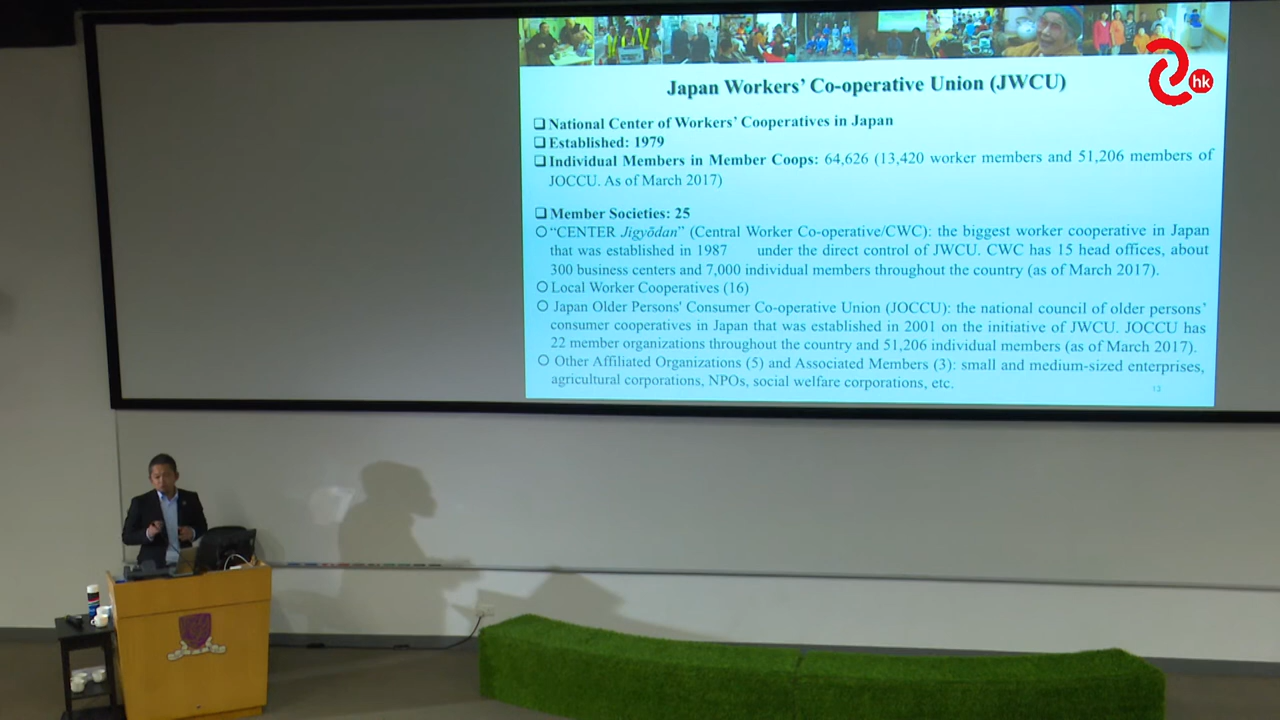 Japan Workers' Co-operative Union (JWCU)
hk
❑ National Center of Workers' Cooperatives in Japan
❑ Established: 1979
❑ Individual Members in Member Coops: 64,626 (13,420 worker members and 51,206 members of
JOCCU. As of March 2017)
❑ Member Societies: 25
○ "CENTER Jigyōdan" (Central Worker Co-operative/CWC): the biggest worker cooperative in Japan
that was established in 1987 under the direct control of JWCU. CWC has 15 head offices, about
300 business centers and 7,000 individual members throughout the country (as of March 2017).
○ Local Worker Cooperatives (16)
○ Japan Older Persons' Consumer Co-operative Union (JOCCU): the national council of older persons'
consumer cooperatives in Japan that was established in 2001 on the initiative of JWCU. JOCCU has
22 member organizations throughout the country and 51,206 individual members (as of March 2017).
○ Other Affiliated Organizations (5) and Associated Members (3): small and medium-sized enterprises,
agricultural corporations, NPOs, social welfare corporations, etc.
13